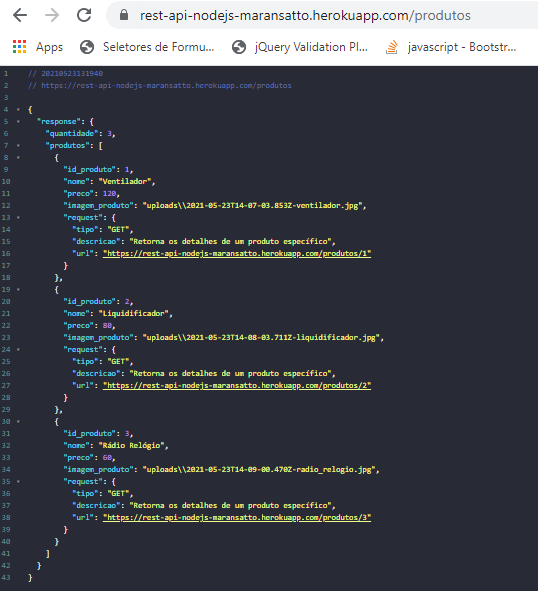 rest-api-nodejs-maransatto.herokuapp.com/produtos
Apps Seletores de Formu... jQuery Validation Pl... javascript - Bootstr...
1 // 20210523131940
2 // https://rest-api-nodejs-maransatto.herokuapp.com/produtos
3
4 {
5 "response": {
6 "quantidade": 3,
7 "produtos": [
8 {
9 "id_produto": 1,
10 "nome": "Ventilador",
11 "preco": 120,
12 "imagem_produto": "uploads\\2021-05-23T14-07-03.853Z-ventilador.jpg",
13 "request": {
14 "tipo": "GET",
15 "descricao": "Retorna os detalhes de um produto específico",
16 "url": "https://rest-api-nodejs-maransatto.herokuapp.com/produtos/1"
17 }
18 },
19 {
20 "id_produto": 2,
21 "nome": "Liquidificador",
22 "preco": 80,
23 "imagem_produto": "uploads\\2021-05-23T14-08-03.711Z-liquidificador.jpg",
24 "request": {
25 "tipo": "GET",
26 "descricao": "Retorna os detalhes de um produto específico",
27 "url": "https://rest-api-nodejs-maransatto.herokuapp.com/produtos/2"
28 }
29 },
30 {
31 "id_produto": 3,
32 "nome": "Rádio Relógio",
33 "preco": 60,
34 "imagem_produto": "uploads\\2021-05-23T14-09-00.470Z-radio_relogio.jpg",
35 "request": {
36 "tipo": "GET",
37 "descricao": "Retorna os detalhes de um produto específico",
38 "url": "https://rest-api-nodejs-maransatto.herokuapp.com/produtos/3"
39 }
40 }
41 ]
42 }
43 }